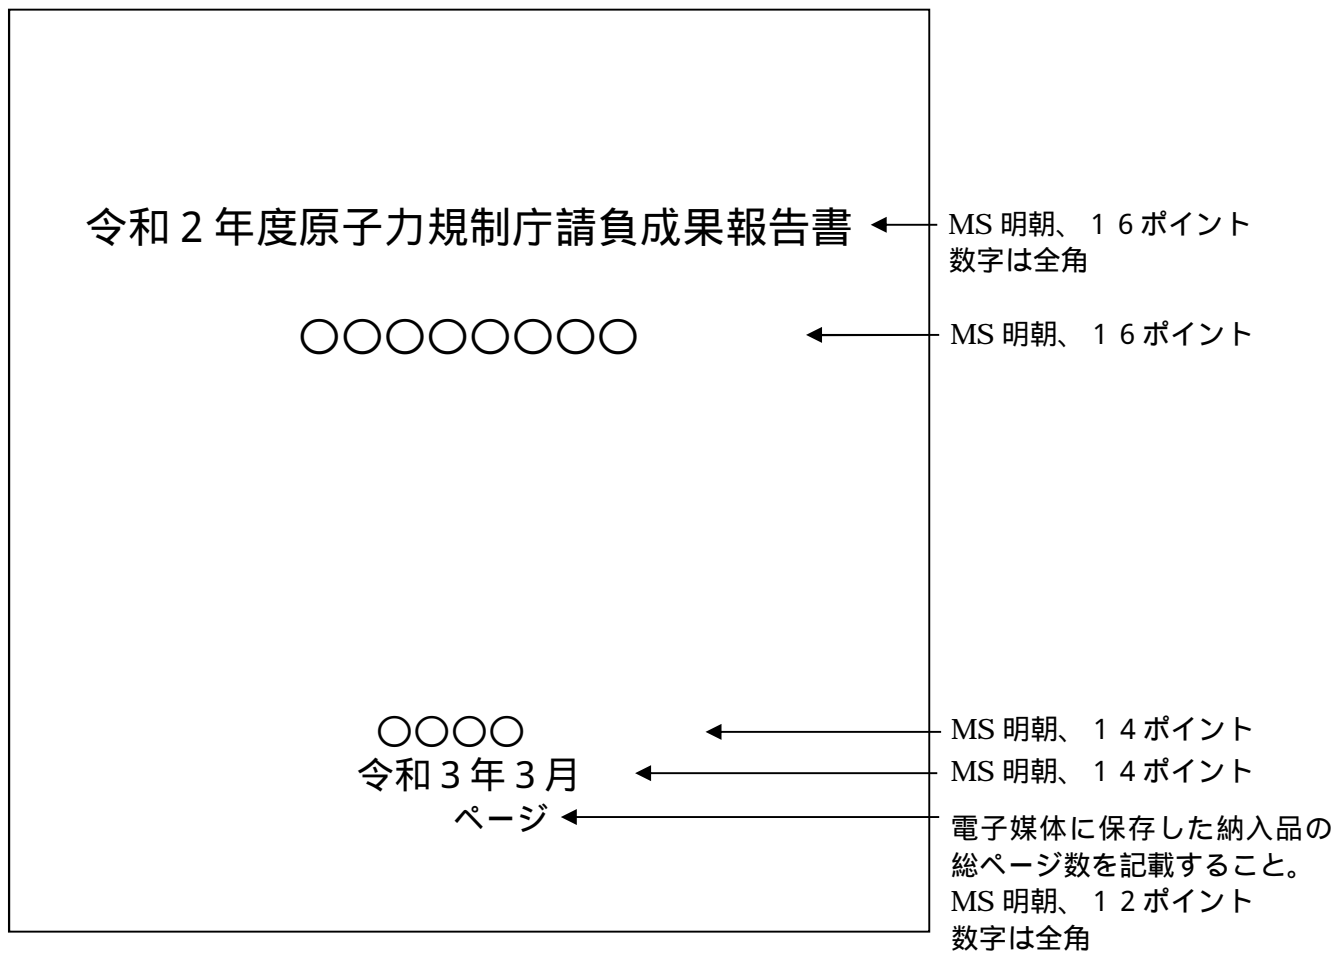 令和２年度原子力規制庁請負成果報告書
MS 明朝、１６ポイント
数字は全角
○○○○○○○○
MS 明朝、１６ポイント
○○○○
MS 明朝、１４ポイント
令和３年３月
MS 明朝、１４ポイント
ページ
電子媒体に保存した納入品の
総ページ数を記載すること。
MS 明朝、１２ポイント
数字は全角